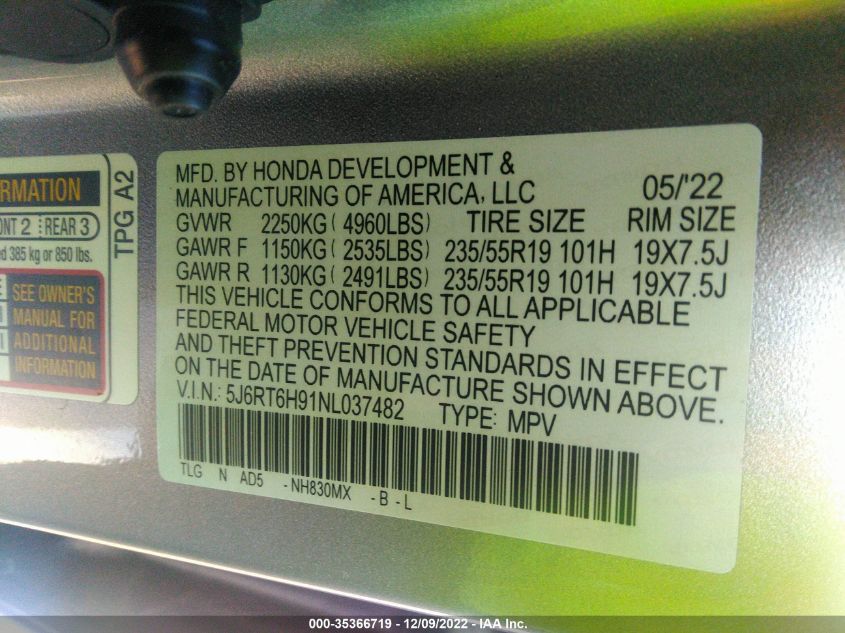 RMATION
ONT 2 REAR 3
ed 385 kg or 850 lbs.
SEE OWNER'S
MANUAL FOR
ADDITIONAL
INFORMATION
TPG A2
MFD. BY HONDA DEVELOPMENT &
MANUFACTURING OF AMERICA, LLC 05/'22
GVWR 2250KG ( 4960LBS) TIRE SIZE RIM SIZE
GAWR F 1150KG ( 2535LBS) 235/55R19 101H 19X7.5J
GAWR R 1130KG ( 2491LBS) 235/55R19 101H 19X7.5J
THIS VEHICLE CONFORMS TO ALL APPLICABLE
FEDERAL MOTOR VEHICLE SAFETY
AND THEFT PREVENTION STANDARDS IN EFFECT
ON THE DATE OF MANUFACTURE SHOWN ABOVE.
V.I.N.: 5J6RT6H91NL037482 TYPE: MPV
TLG N AD5 - NH830MX - B - L
000-35366719 - 12/09/2022 - IAA Inc.